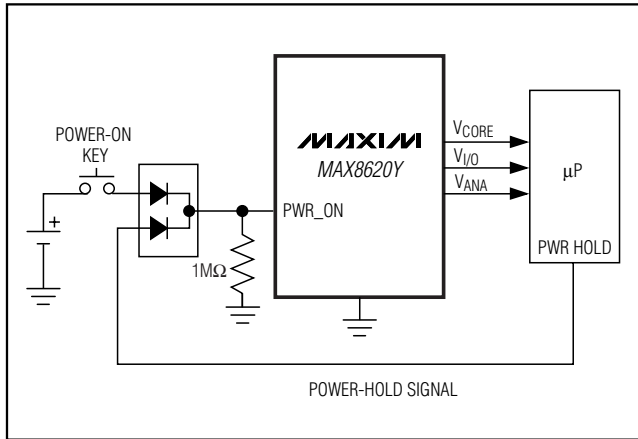 POWER-ON
KEY
+
1MΩ
PWR_ON
MAXIM
MAX8620Y
VCORE
VI/O
VANA
µP
PWR HOLD
POWER-HOLD SIGNAL